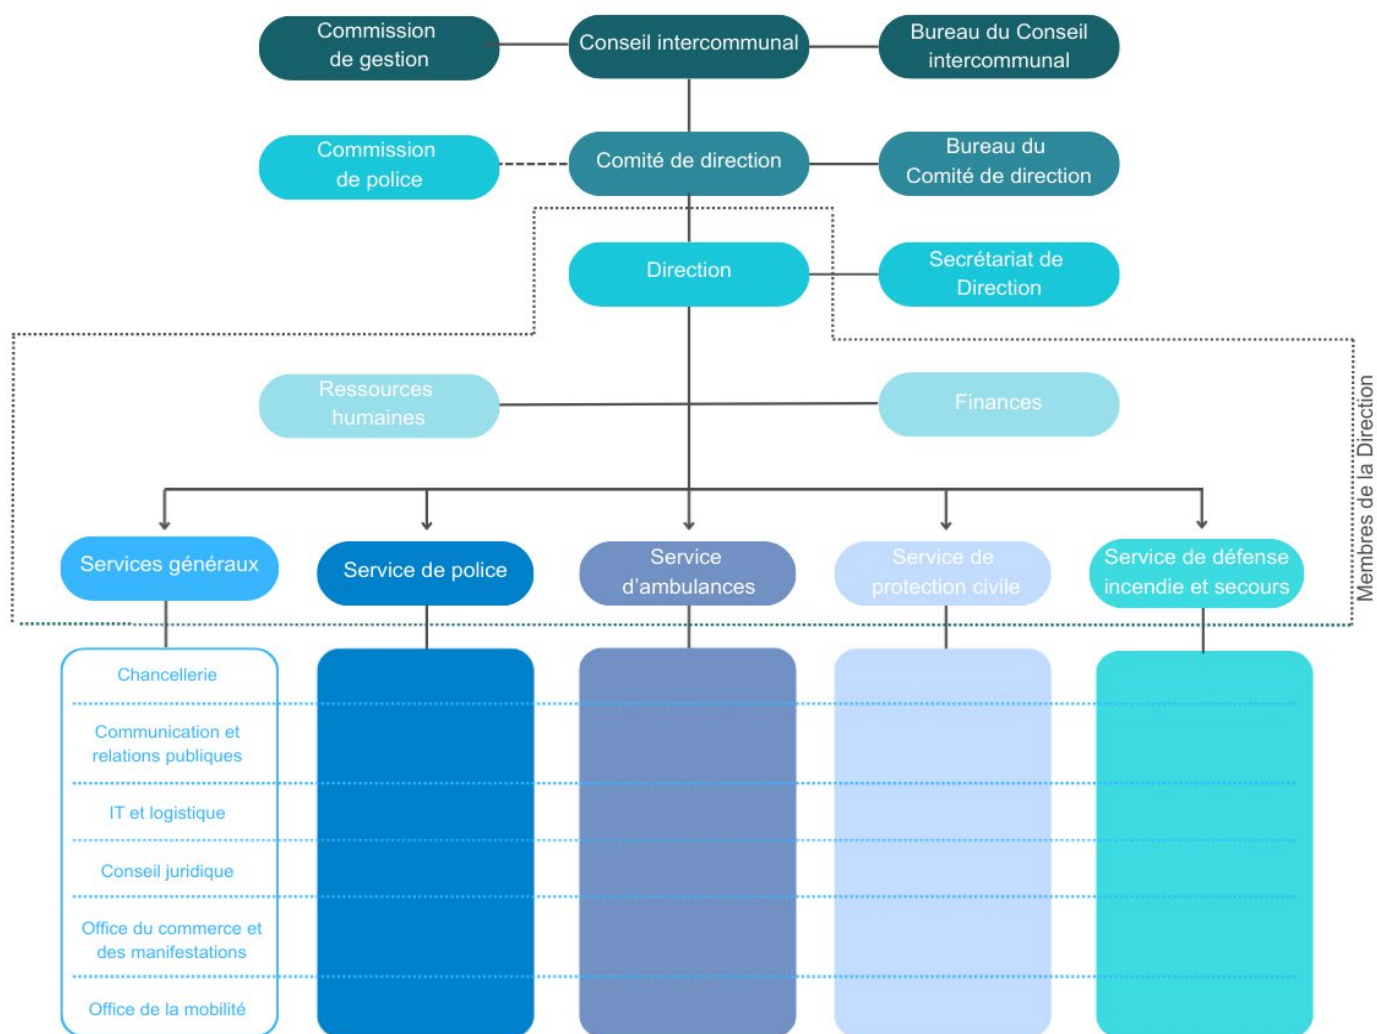 Commission
de gestion
Conseil intercommunal
Bureau du Conseil
intercommunal
Commission
de police
Comité de direction
Bureau du
Comité de direction
Direction
Secrétariat de
Direction
Ressources
humaines
Finances
Membres de la Direction
Services généraux
Service de police
Service
d’ambulances
Service de
protection civile
Service de défense
incendie et secours
Chancellerie
Communication et
relations publiques
IT et logistique
Conseil juridique
Office du commerce et
des manifestations
Office de la mobilité